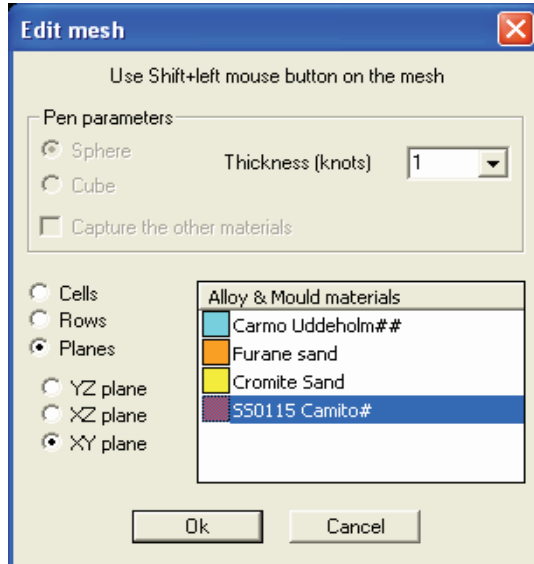 Edit mesh
Use Shift+left mouse button on the mesh
Pen parameters
Sphere
Thickness (knots) 1
Cube
Capture the other materials
Cells
Rows
Planes
YZ plane
XZ plane
XY plane
Alloy & Mould materials
Carmo Uddeholm##
Furane sand
Cromite Sand
SS0115 Camito#
Ok Cancel